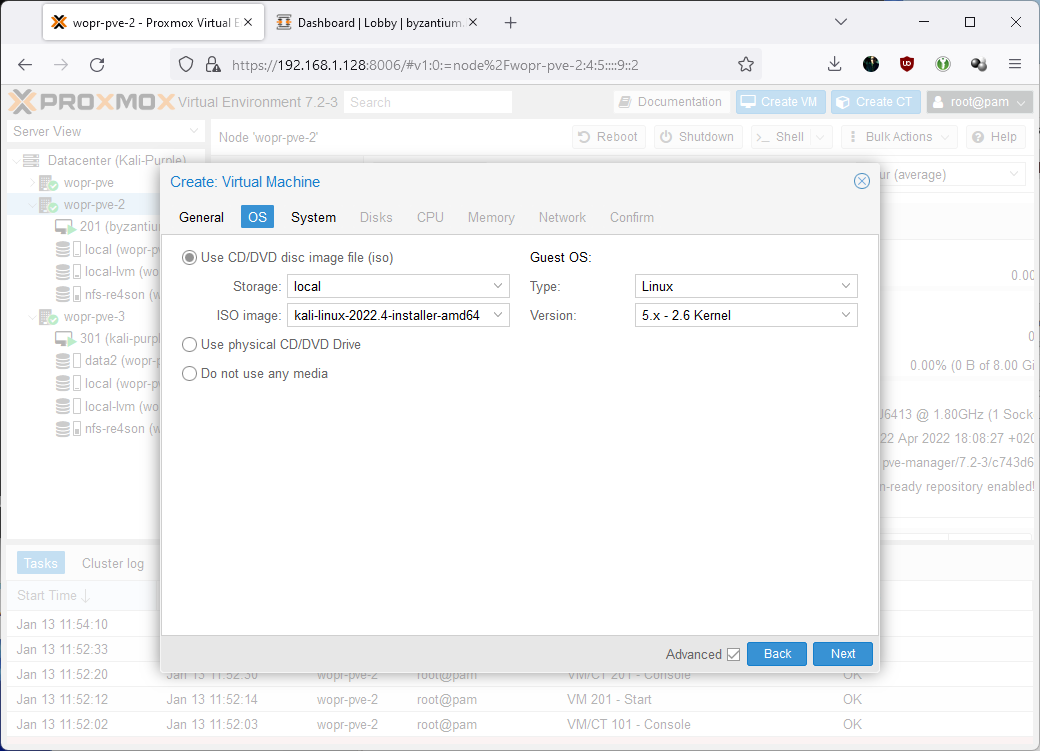 wopr-pve-2 - Proxmox Virtual E
Dashboard | Lobby | byzantium.
https://192.168.1.128:8006/#v1:0:=node%2Fwopr-pve-2:4:5::::9::2
PROXMOX Virtual Environment 7.2-3 Search Documentation Create VM Create CT root@pam
Server View
Node 'wopr-pve-2' Reboot Shutdown Shell Bulk Actions Help
Datacenter (Kali-Purple)
wopr-pve
wopr-pve-2
201 (byzantiu
local (wopr-p
local-lvm (wo
nfs-re4son (w
wopr-pve-3
301 (kali-purpl
data2 (wopr-p
local (wopr-pv
local-lvm (wo
nfs-re4son (w
ur (average)
0.00
0
0.00% (0 B of 8.00 Gi
J6413 @ 1.80GHz (1 Sock
22 Apr 2022 18:08:27 +020
pve-manager/7.2-3/c743d6
n-ready repository enabled!
Create: Virtual Machine
General OS System Disks CPU Memory Network Confirm
Use CD/DVD disc image file (iso) Guest OS:
Storage: local Type: Linux
ISO image: kali-linux-2022.4-installer-amd64 Version: 5.x - 2.6 Kernel
Use physical CD/DVD Drive
Do not use any media
Advanced Back Next
Tasks Cluster log
Start Time
Jan 13 11:54:10
Jan 13 11:52:33
Jan 13 11:52:20 Jan 13 11:52:30 wopr-pve-2 root@pam VM/CT 201 - Console OK
Jan 13 11:52:12 Jan 13 11:52:14 wopr-pve-2 root@pam VM 201 - Start OK
Jan 13 11:52:02 Jan 13 11:52:03 wopr-pve-2 root@pam VM/CT 101 - Console OK